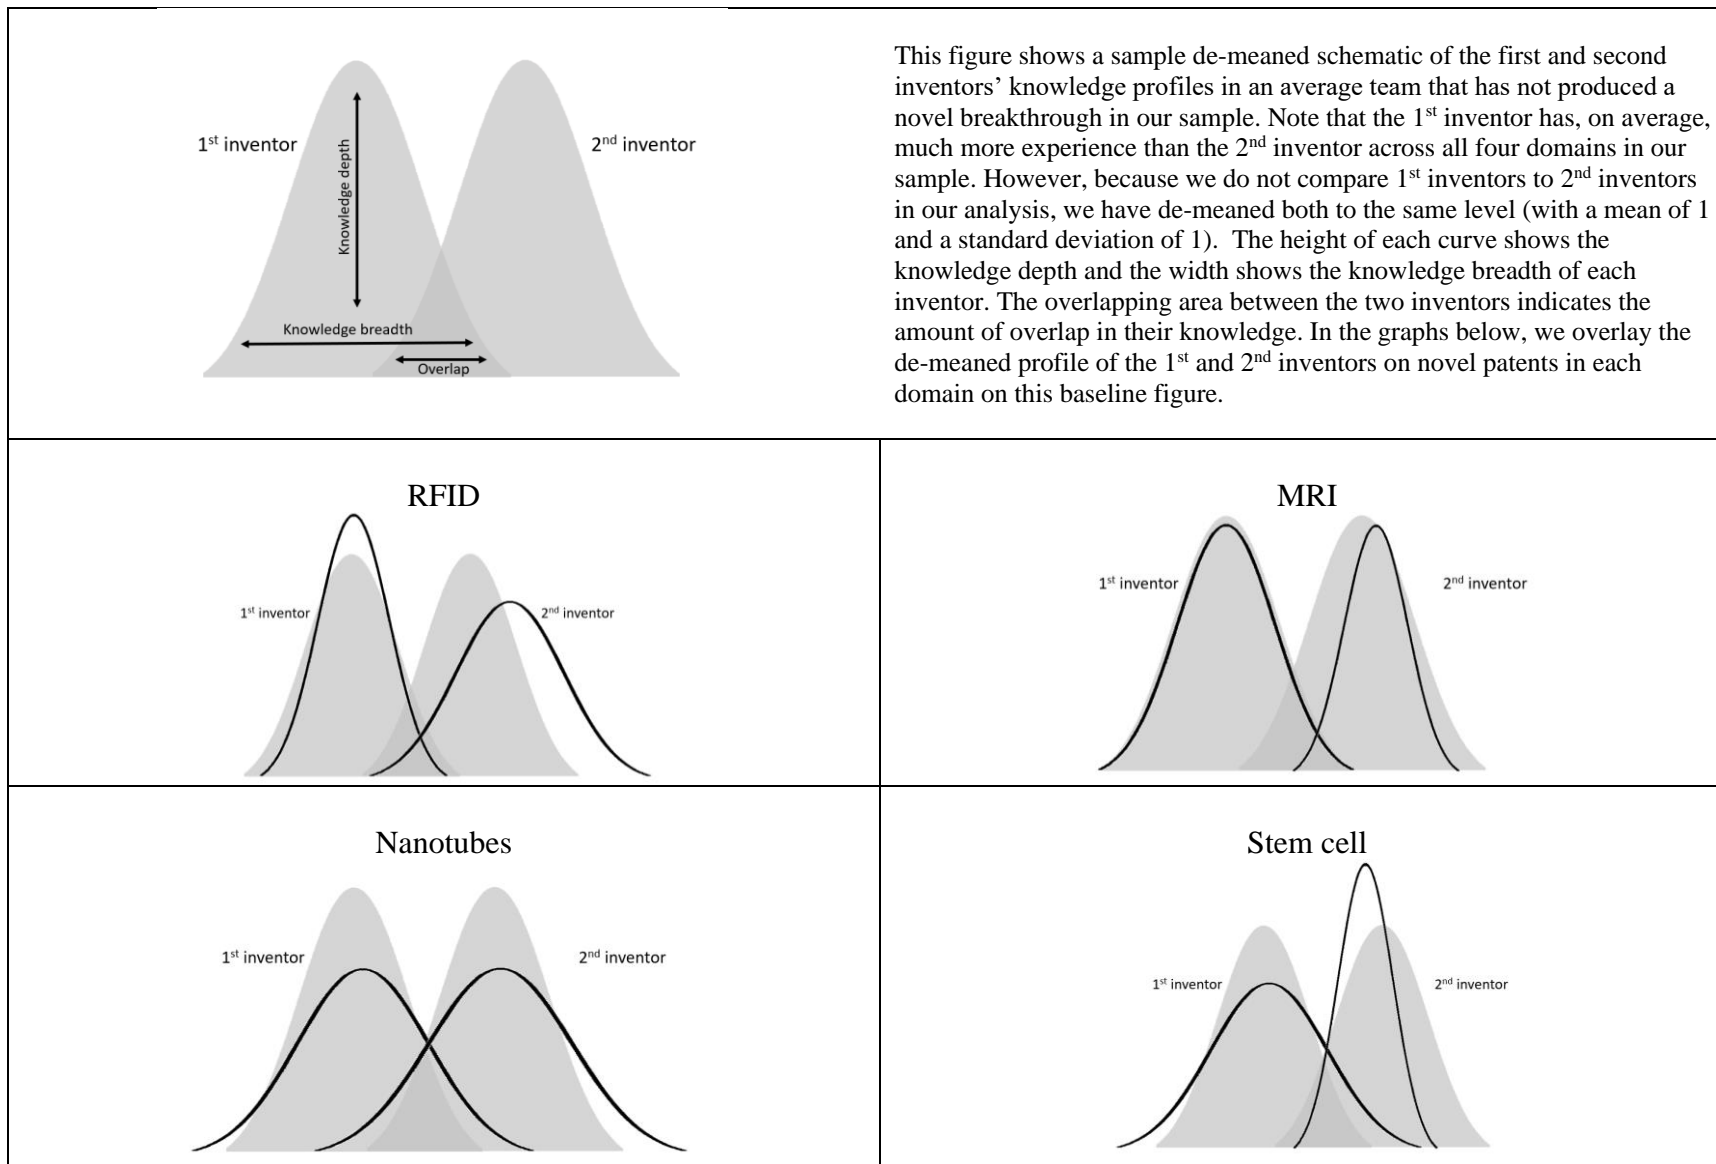 1st inventor
2nd inventor
Knowledge depth
Knowledge breadth
Overlap
This figure shows a sample de-meaned schematic of the first and second
inventors’ knowledge profiles in an average team that has not produced a
novel breakthrough in our sample. Note that the 1st inventor has, on average,
much more experience than the 2nd inventor across all four domains in our
sample. However, because we do not compare 1st inventors to 2nd inventors
in our analysis, we have de-meaned both to the same level (with a mean of 1
and a standard deviation of 1).  The height of each curve shows the
knowledge depth and the width shows the knowledge breadth of each
inventor. The overlapping area between the two inventors indicates the
amount of overlap in their knowledge. In the graphs below, we overlay the
de-meaned profile of the 1st and 2nd inventors on novel patents in each
domain on this baseline figure.
RFID
1st inventor
2nd inventor
MRI
1st inventor
2nd inventor
Nanotubes
1st inventor
2nd inventor
Stem cell
1st inventor
2nd inventor